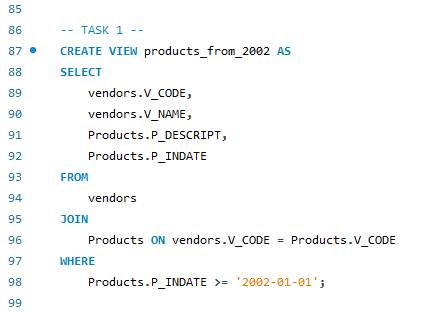 85
86 -- TASK 1 --
87 CREATE VIEW products_from_2002 AS
88 SELECT
89 vendors.V_CODE,
90 vendors.V_NAME,
91 Products.P_DESCRIPT,
92 Products.P_INDATE
93 FROM
94 vendors
95 JOIN
96 Products ON vendors.V_CODE = Products.V_CODE
97 WHERE
98 Products.P_INDATE >= '2002-01-01';
99